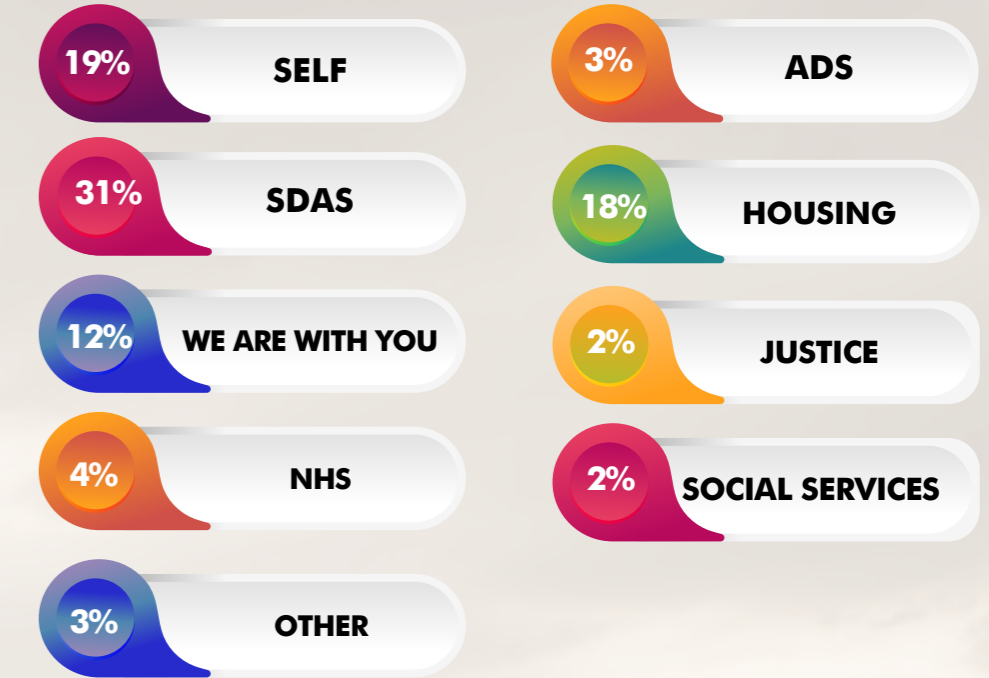 19% SELF
31% SDAS
12% WE ARE WITH YOU
4% NHS
3% OTHER
3% ADS
18% HOUSING
2% JUSTICE
2% SOCIAL SERVICES